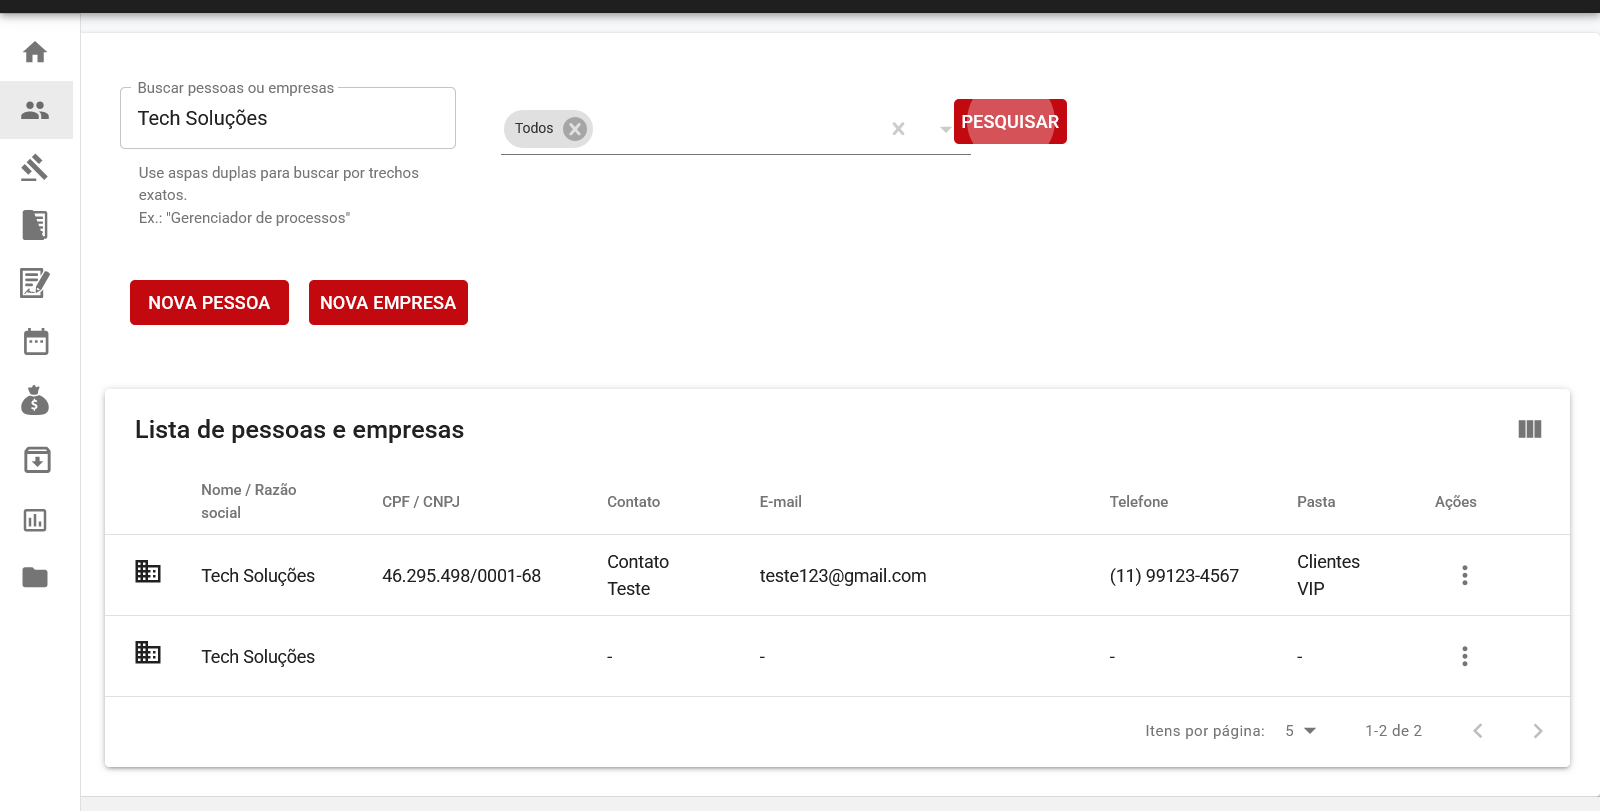 Buscar pessoas ou empresas
Tech Soluções
Todos
PESQUISAR
Use aspas duplas para buscar por trechos
exatos.
Ex.: "Gerenciador de processos"
NOVA PESSOA
NOVA EMPRESA
Lista de pessoas e empresas
Nome / Razão
social
CPF / CNPJ
Contato
E-mail
Telefone
Pasta
Ações
Tech Soluções
46.295.498/0001-68
Contato
Teste
teste123@gmail.com
(11) 99123-4567
Clientes
VIP
Tech Soluções
-
-
-
-
Itens por página:
5
1-2 de 2